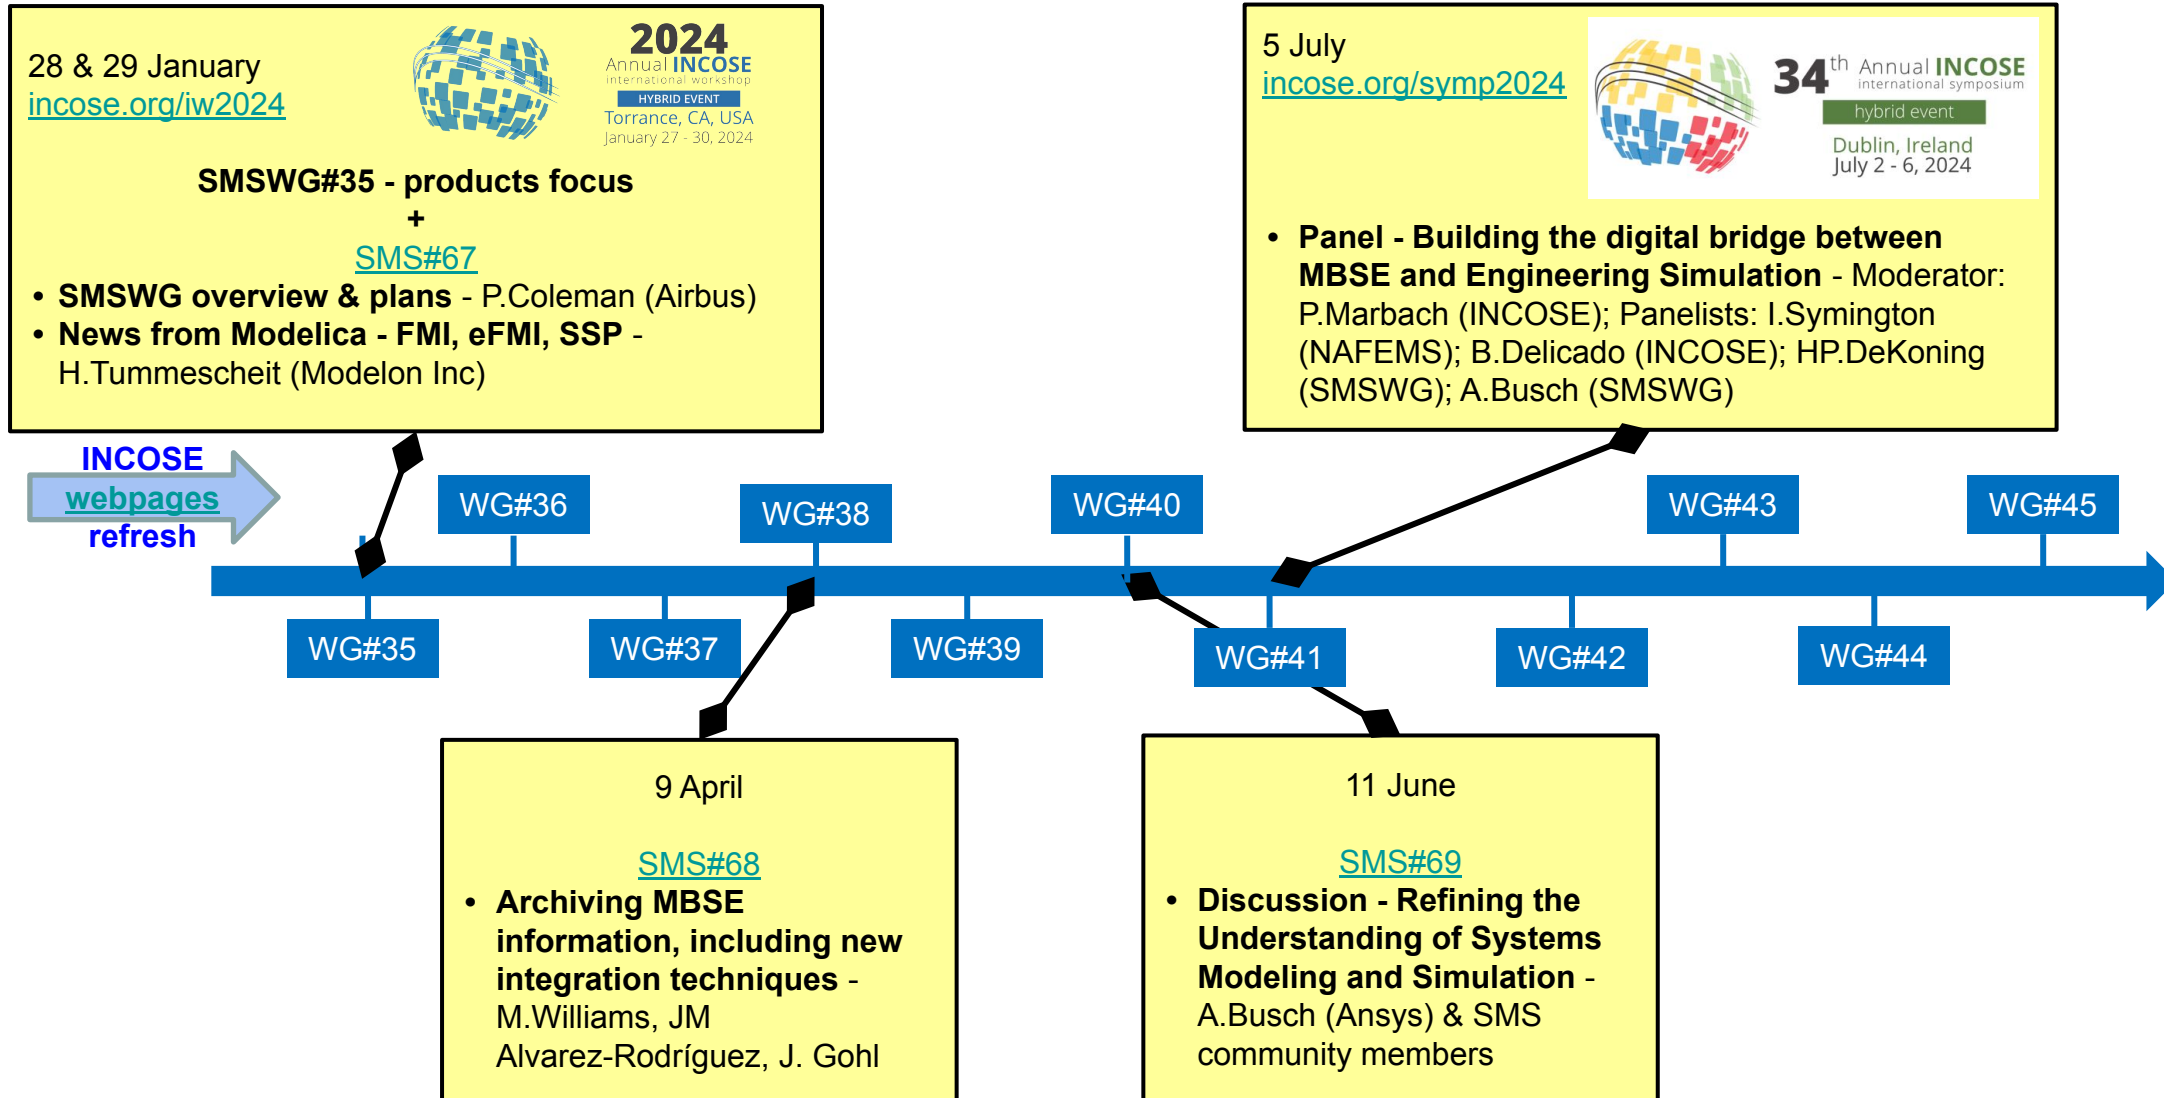 28 & 29 January
incose.org/iw2024
2024
Annual INCOSE
international workshop
HYBRID EVENT
Torrance, CA, USA
January 27 - 30, 2024
SMSWG#35 - products focus
+
SMS#67
• SMSWG overview & plans - P.Coleman (Airbus)
• News from Modelica - FMI, eFMI, SSP -
H.Tummescheit (Modelon Inc)
5 July
incose.org/symp2024
34th Annual INCOSE
international symposium
hybrid event
Dublin, Ireland
July 2 - 6, 2024
• Panel - Building the digital bridge between
MBSE and Engineering Simulation - Moderator:
P.Marbach (INCOSE); Panelists: I.Symington
(NAFEMS); B.Delicado (INCOSE); HP.DeKoning
(SMSWG); A.Busch (SMSWG)
INCOSE
webpages
refresh
WG#36
WG#38
WG#40
WG#43
WG#45
WG#35
WG#37
WG#39
WG#41
WG#42
WG#44
9 April
SMS#68
• Archiving MBSE
information, including new
integration techniques -
M.Williams, JM
Alvarez-Rodríguez, J. Gohl
11 June
SMS#69
• Discussion - Refining the
Understanding of Systems
Modeling and Simulation -
A.Busch (Ansys) & SMS
community members